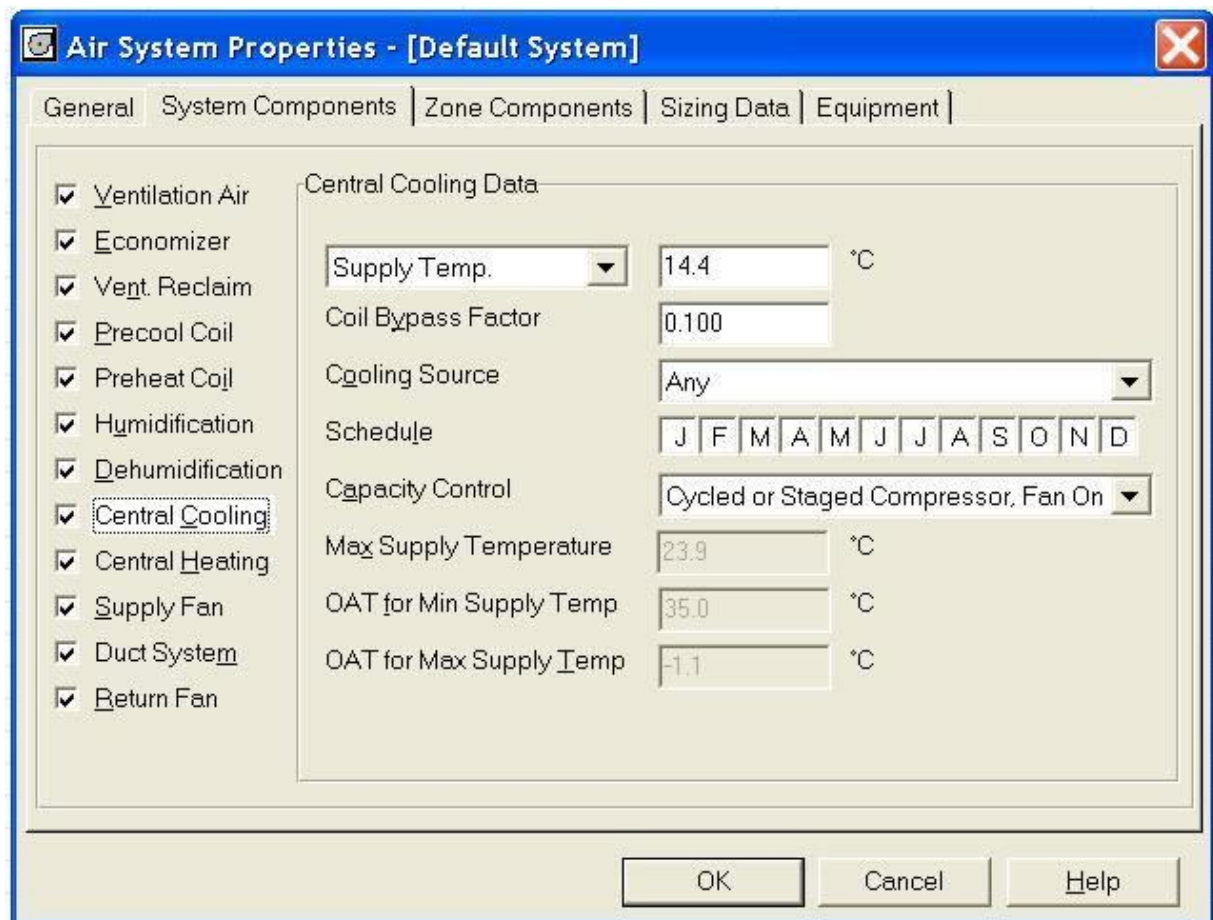 Air System Properties - [Default System]
General System Components Zone Components Sizing Data Equipment
Ventilation Air
Economizer
Vent. Reclaim
Precool Coil
Preheat Coil
Humidification
Dehumidification
Central Cooling
Central Heating
Supply Fan
Duct System
Return Fan
Central Cooling Data
Supply Temp. 14.4 °C
Coil Bypass Factor 0.100
Cooling Source Any
Schedule J F M A M J J A S O N D
Capacity Control Cycled or Staged Compressor, Fan On
Max Supply Temperature 23.9 °C
OAT for Min Supply Temp 35.0 °C
OAT for Max Supply Temp -1.1 °C
OK Cancel Help